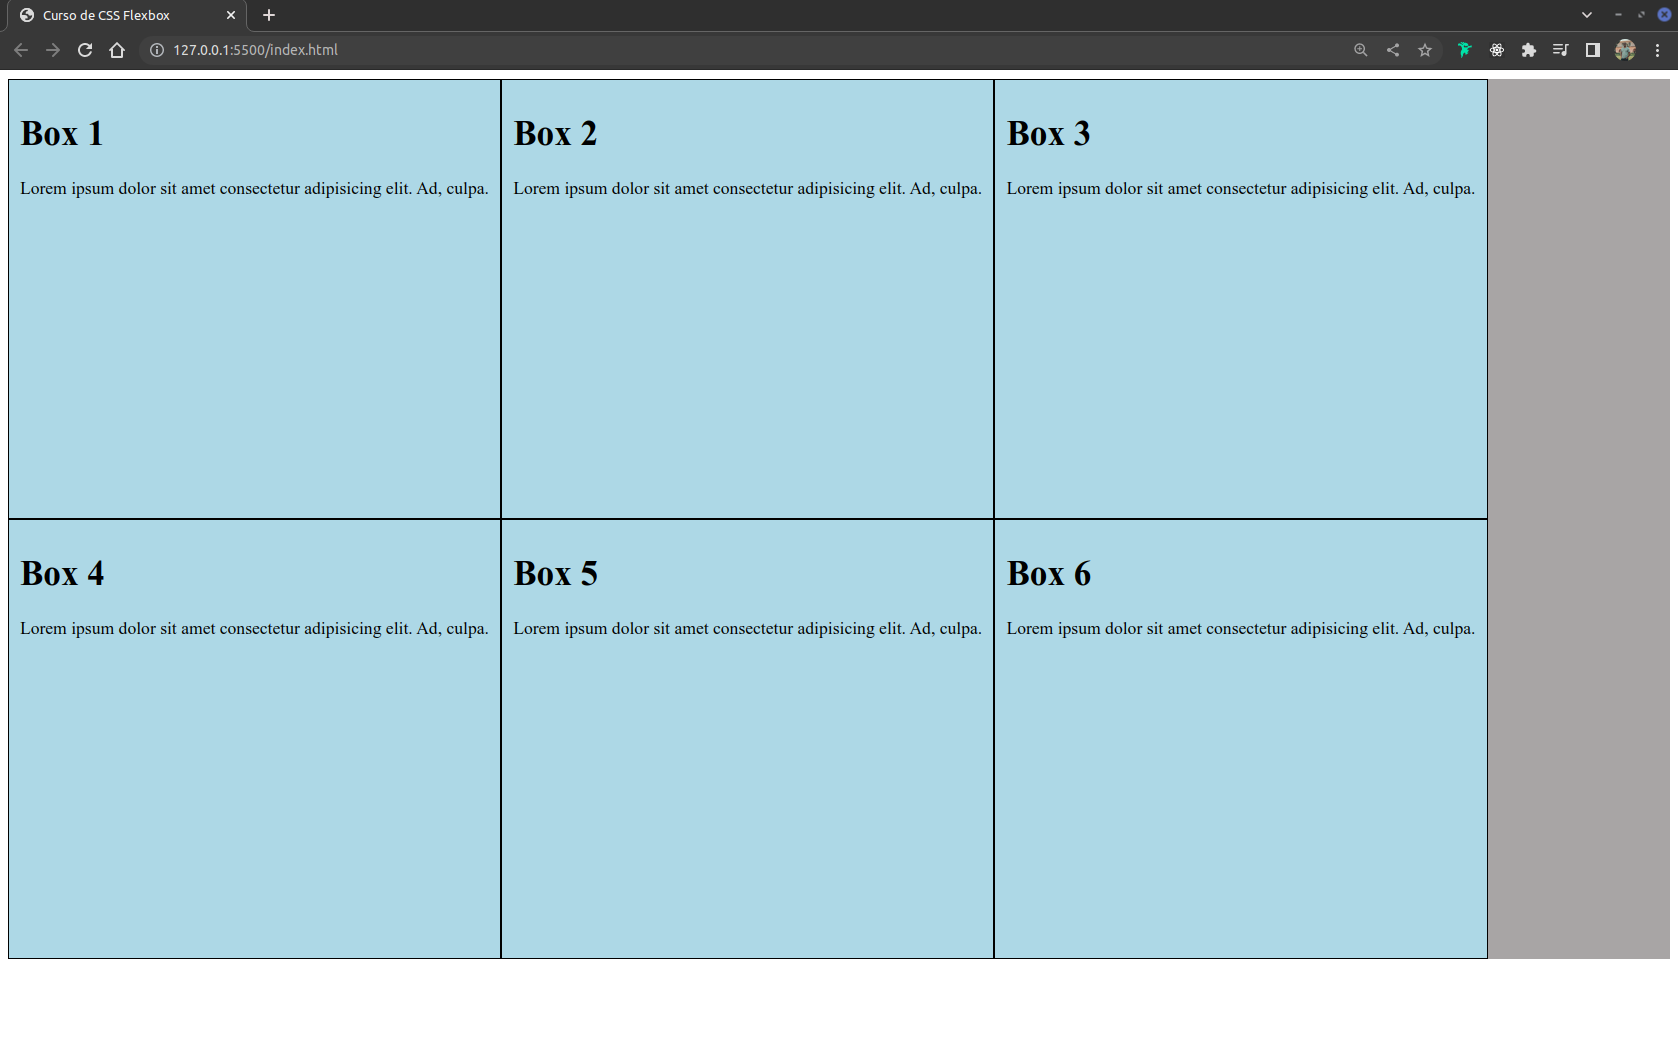 Curso de CSS Flexbox
127.0.0.1:5500/index.html
Box 1
Lorem ipsum dolor sit amet consectetur adipisicing elit. Ad, culpa.
Box 2
Lorem ipsum dolor sit amet consectetur adipisicing elit. Ad, culpa.
Box 3
Lorem ipsum dolor sit amet consectetur adipisicing elit. Ad, culpa.
Box 4
Lorem ipsum dolor sit amet consectetur adipisicing elit. Ad, culpa.
Box 5
Lorem ipsum dolor sit amet consectetur adipisicing elit. Ad, culpa.
Box 6
Lorem ipsum dolor sit amet consectetur adipisicing elit. Ad, culpa.